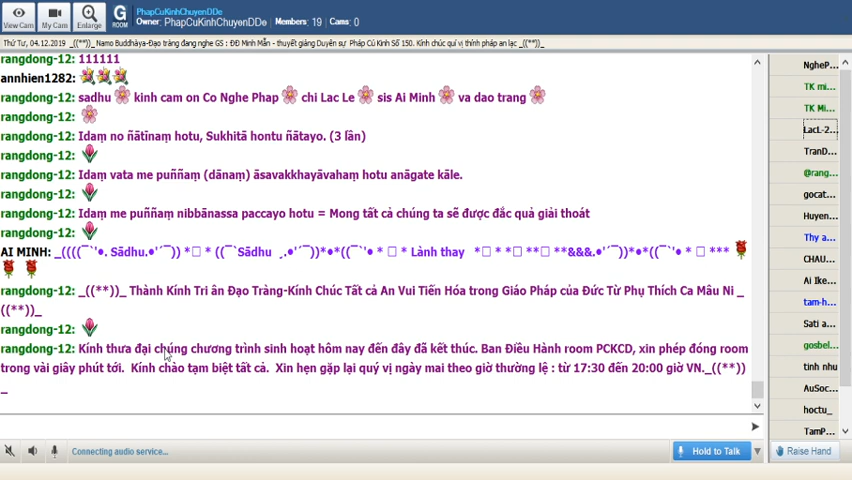 View Cam
My Cam
Enlarge
G
ROOM
PhapCuKinhChuyenDDe
Owner: PhapCuKinhChuyenDDe Members: 19 Cams: 0
Thứ Tư, 04.12.2019 _((**)_ Namo Buddhàya-Đạo tràng đang nghe GS : ĐĐ Minh Mẫn - thuyết giảng Duyên sự Pháp Cú Kinh Số 150. Kính chúc quí vị thính pháp an lạc _((**)_
rangdong-12: 111111
annhien1282:
rangdong-12: sadhu kinh cam on Co Nghe Phap chi Lac Le sis Ai Minh va dao trang
rangdong-12:
rangdong-12: Idaṃ no ñātīnaṃ hotu, Sukhitā hontu ñātayo. (3 lần)
rangdong-12:
rangdong-12: Idaṃ vata me puññaṃ (dānaṃ) āsavakkhayāvahaṃ hotu anāgate kāle.
rangdong-12:
rangdong-12: Idaṃ me puññaṃ nibbānassa paccayo hotu = Mong tất cả chúng ta sẽ được đắc quả giải thoát
rangdong-12:
AI MINH: _((((¯`'•. Sādhu.•'´¯)) *□ * ((¯`Sādhu ¸.•'´¯))*•*((¯`'• * □ * Lành thay *□ * **□ **□ **&&&.•'´¯))*•*((¯`'• * □ ***
rangdong-12: _((**)_ Thành Kính Tri ân Đạo Tràng-Kính Chúc Tất cả An Vui Tiến Hóa trong Giáo Pháp của Đức Từ Phụ Thích Ca Mâu Ni _
((**)_
rangdong-12:
rangdong-12: Kính thưa đại chúng chương trình sinh hoạt hôm nay đến đây đã kết thúc. Ban Điều Hành room PCKCD, xin phép đóng room
trong vài giây phút tới. Kính chào tạm biệt tất cả. Xin hẹn gặp lại quý vị ngày mai theo giờ thường lệ : từ 17:30 đến 20:00 giờ VN._((**))
_
NgheP...
TK mi...
TK Mi...
LacL-2...
TranD...
@rang...
gocat...
Huyen...
Thy a...
CHAU...
Ai Ike...
tam-h...
Sati a...
gosbel...
tinh nhu
AuSoc...
hoctu_
TamP...
Connecting audio service...
Hold to Talk
Raise Hand